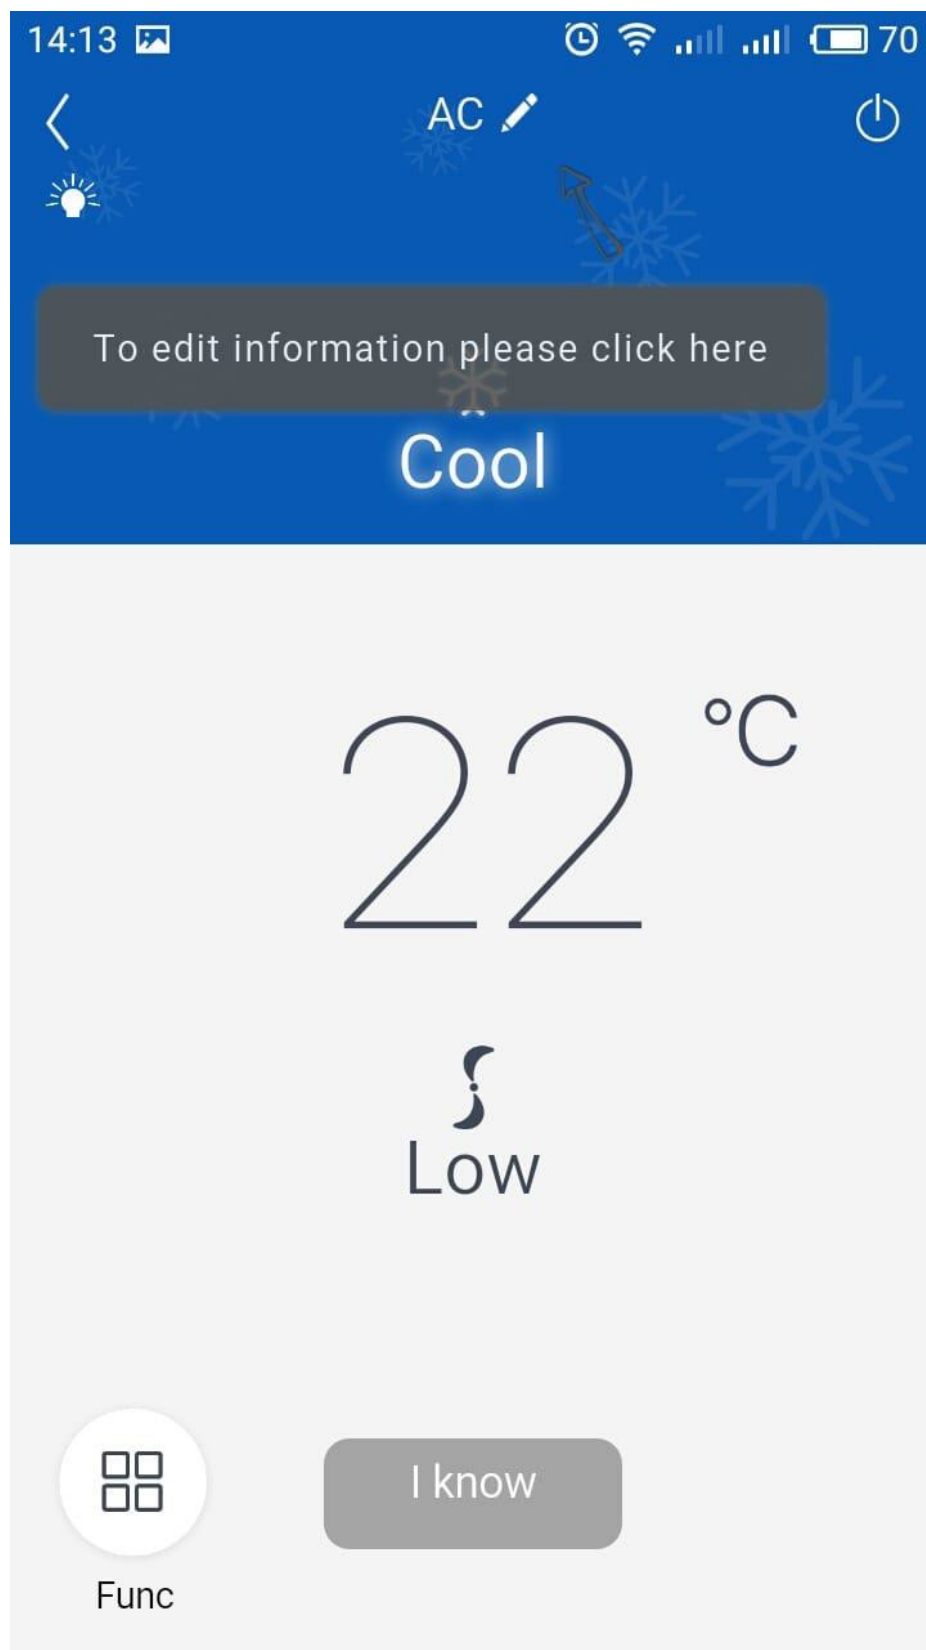 14:13 70
AC
To edit information please click here
Cool
22 °C
Low
I know
Func